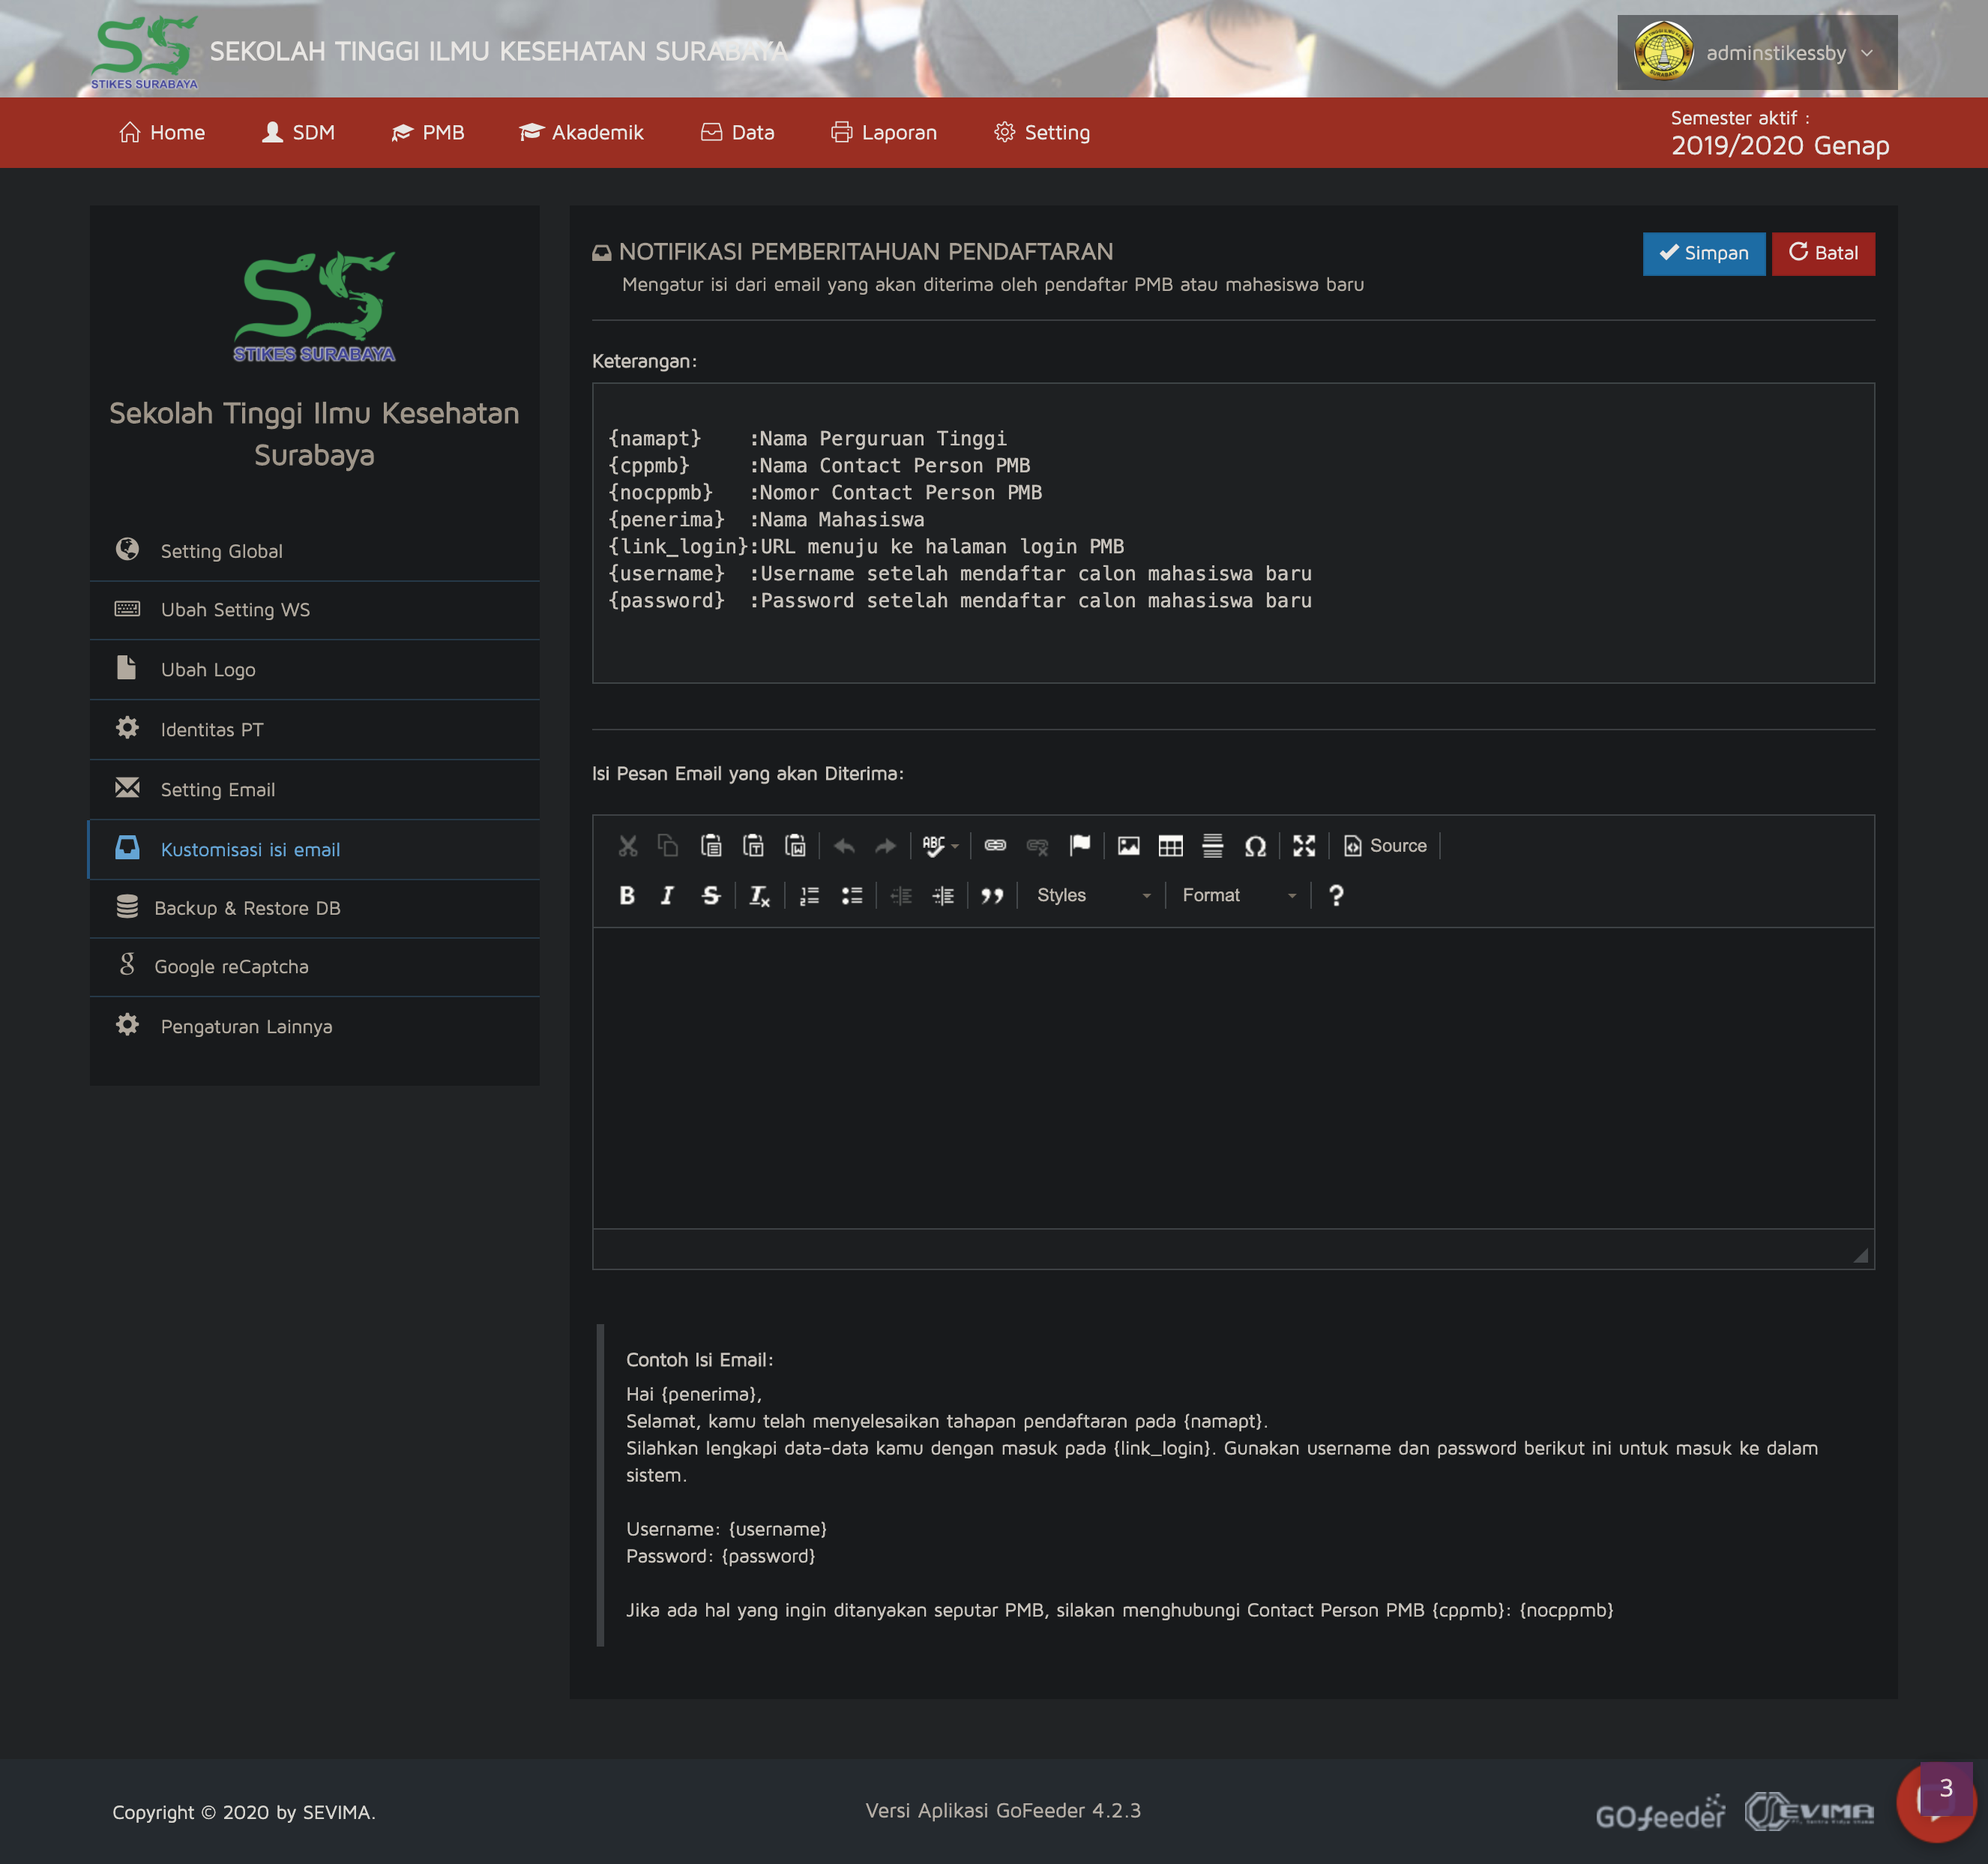 SS
STIKES SURABAYA
SEKOLAH TINGGI ILMU KESEHATAN SURABAYA
adminstikessby
Home SDM PMB Akademik Data Laporan Setting
Semester aktif :
2019/2020 Genap
SS
STIKES SURABAYA
Sekolah Tinggi Ilmu Kesehatan
Surabaya
Setting Global
Ubah Setting WS
Ubah Logo
Identitas PT
Setting Email
Kustomisasi isi email
Backup & Restore DB
Google reCaptcha
Pengaturan Lainnya
NOTIFIKASI PEMBERITAHUAN PENDAFTARAN
Simpan Batal
Mengatur isi dari email yang akan diterima oleh pendaftar PMB atau mahasiswa baru
Keterangan:
{namapt} :Nama Perguruan Tinggi
{cppmb} :Nama Contact Person PMB
{nocppmb} :Nomor Contact Person PMB
{penerima} :Nama Mahasiswa
{link_login}:URL menuju ke halaman login PMB
{username} :Username setelah mendaftar calon mahasiswa baru
{password} :Password setelah mendaftar calon mahasiswa baru
Isi Pesan Email yang akan Diterima:
ABC Source
B I S Styles Format ?
Contoh Isi Email:
Hai {penerima},
Selamat, kamu telah menyelesaikan tahapan pendaftaran pada {namapt}.
Silahkan lengkapi data-data kamu dengan masuk pada {link_login}. Gunakan username dan password berikut ini untuk masuk ke dalam
sistem.
Username: {username}
Password: {password}
Jika ada hal yang ingin ditanyakan seputar PMB, silakan menghubungi Contact Person PMB {cppmb}: {nocppmb}
Copyright © 2020 by SEVIMA.
Versi Aplikasi GoFeeder 4.2.3
GOfeeder
SEVIMA
3